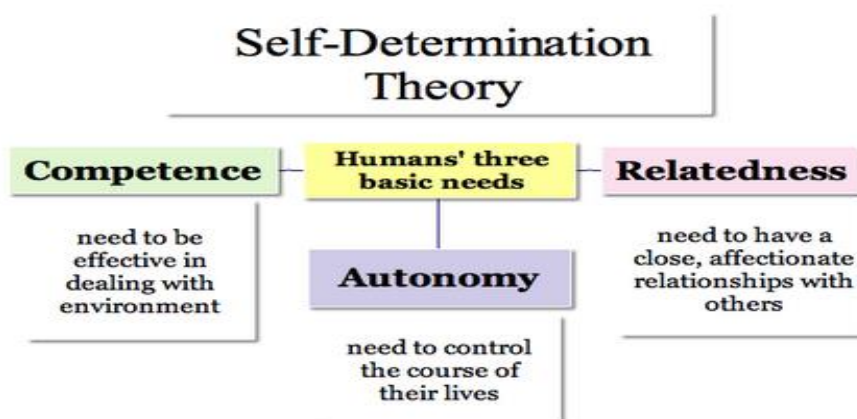 Self-Determination
Theory
Competence
Humans' three
basic needs
Relatedness
need to be
effective in
dealing with
environment
Autonomy
need to control
the course of
their lives
need to have a
close, affectionate
relationships with
others